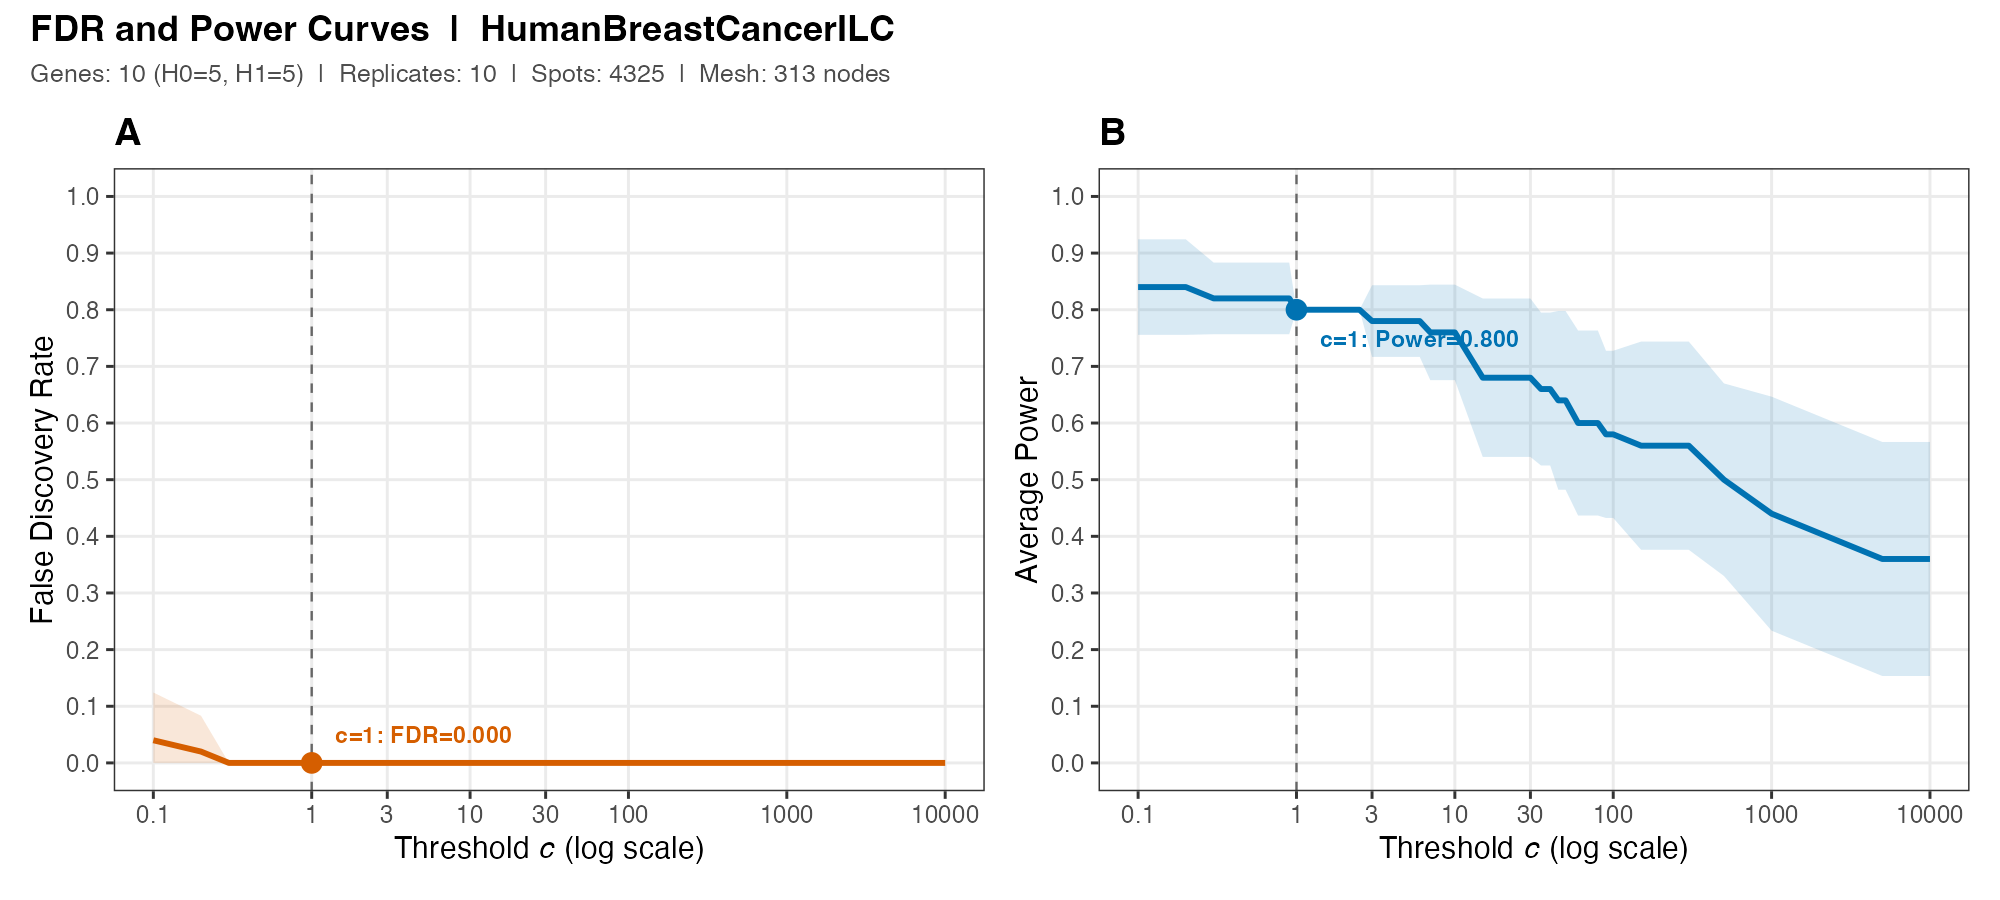 FDR and Power Curves | HumanBreastCancerILC
Genes: 10 (H0=5, H1=5) | Replicates: 10 | Spots: 4325 | Mesh: 313 nodes
A
False Discovery Rate
1.0
0.9
0.8
0.7
0.6
0.5
0.4
0.3
0.2
0.1
0.0
c=1: FDR=0.000
0.1 1 3 10 30 100 1000 10000
Threshold c (log scale)
B
Average Power
1.0
0.9
0.8
0.7
0.6
0.5
0.4
0.3
0.2
0.1
0.0
c=1: Power=0.800
0.1 1 3 10 30 100 1000 10000
Threshold c (log scale)